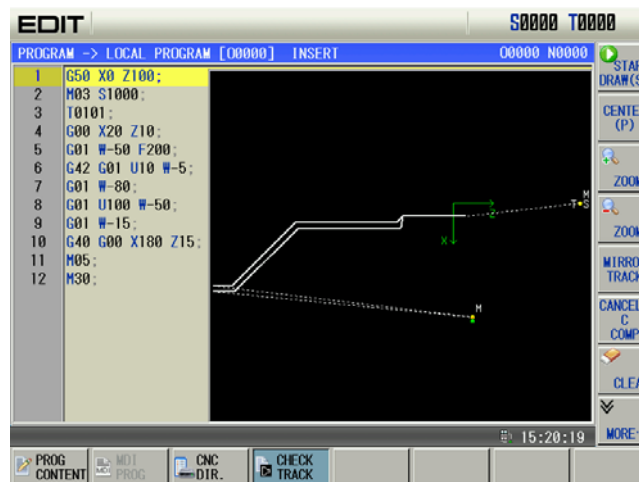 EDIT S0000 T0000
PROGRAM -> LOCAL PROGRAM [O0000] INSERT O0000 N0000
1 G50 X0 Z100;
2 M03 S1000;
3 T0101;
4 G00 X20 Z10;
5 G01 W-50 F200;
6 G42 G01 U10 W-5;
7 G01 W-80;
8 G01 U100 W-50;
9 G01 W-15;
10 G40 G00 X180 Z15;
11 M05;
12 M30;
M
T S
Z
X
M
STAR
DRAW(S
CENTE
(P)
ZOOM
ZOOM
MIRRO
TRACK
CANCEL
C
COMP
CLEA
MORE
15:20:19
PROG
CONTENT
MDI
PROG
CNC
DIR.
CHECK
TRACK